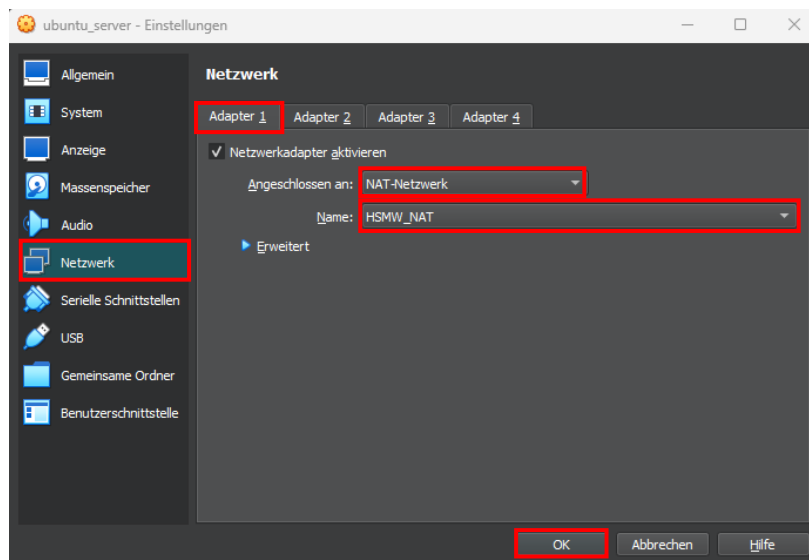 ubuntu_server - Einstellungen
Allgemein
System
Anzeige
Massenspeicher
Audio
Netzwerk
Serielle Schnittstellen
USB
Gemeinsame Ordner
Benutzerschnittstelle
Netzwerk
Adapter 1 Adapter 2 Adapter 3 Adapter 4
Netzwerkadapter aktivieren
Angeschlossen an: NAT-Netzwerk
Name: HSMW_NAT
Erweitert
OK Abbrechen Hilfe